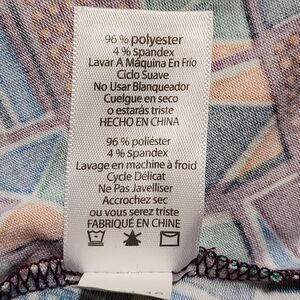 96 % polyester
4 % spandex
Lavar A Máquina En Frío
Ciclo Suave
No Usar Blanqueador
Cuelgue en seco
o estarás triste
HECHO EN CHINA
96 % poliéster
4 % spandex
Lavage en machine à froid
Cycle Délicat
Ne Pas Javelliser
Accrochez sec
ou vous serez triste
FABRIQUÉ EN CHINE